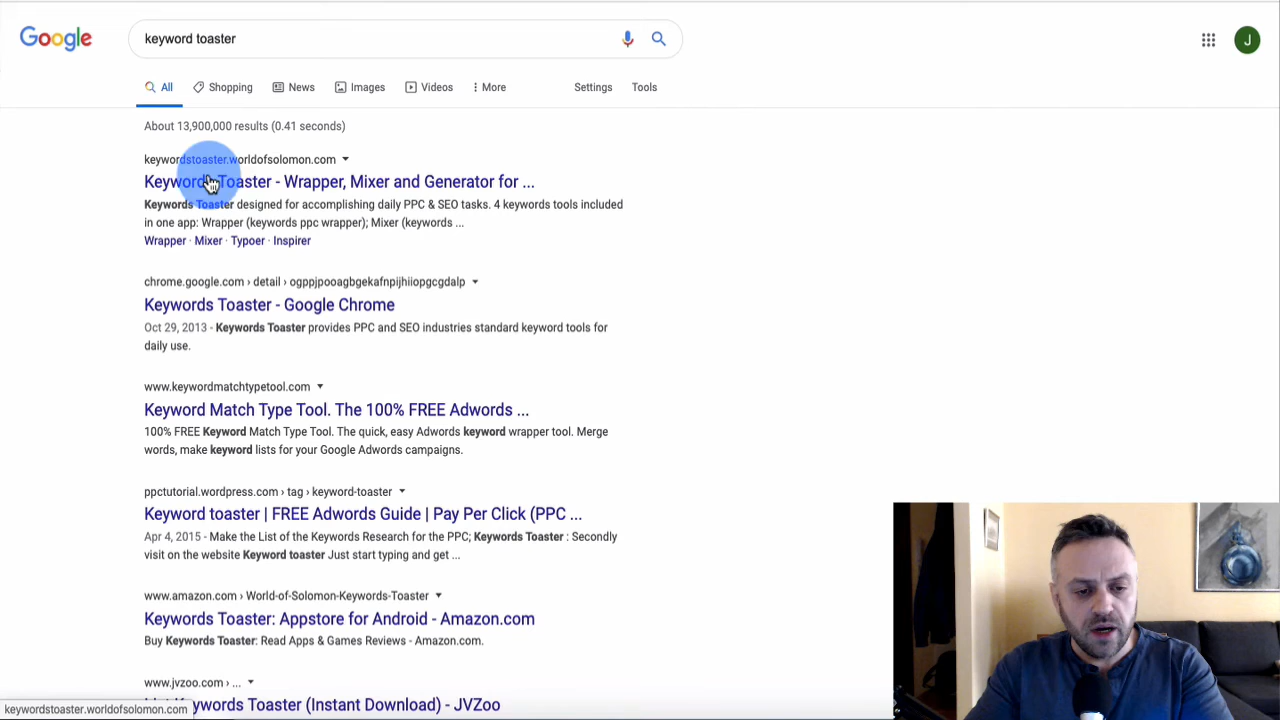 Google
keyword toaster
J
All
Shopping
News
Images
Videos
More
Settings
Tools
About 13,900,000 results (0.41 seconds)
keywordstoaster.worldofsolomon.com
Keywords Toaster - Wrapper, Mixer and Generator for ...
Keywords Toaster designed for accomplishing daily PPC & SEO tasks. 4 keywords tools included
in one app: Wrapper (keywords ppc wrapper); Mixer (keywords ...
Wrapper · Mixer · Typoer · Inspirer
chrome.google.com › detail › ogppjpooagbgekafnpijhiiopgcgdalp
Keywords Toaster - Google Chrome
Oct 29, 2013 - Keywords Toaster provides PPC and SEO industries standard keyword tools for
daily use.
www.keywordmatchtypetool.com
Keyword Match Type Tool. The 100% FREE Adwords ...
100% FREE Keyword Match Type Tool. The quick, easy Adwords keyword wrapper tool. Merge
words, make keyword lists for your Google Adwords campaigns.
ppctutorial.wordpress.com › tag › keyword-toaster
Keyword toaster | FREE Adwords Guide | Pay Per Click (PPC ...
Apr 4, 2015 - Make the List of the Keywords Research for the PPC; Keywords Toaster : Secondly
visit on the website Keyword toaster Just start typing and get ...
www.amazon.com › World-of-Solomon-Keywords-Toaster
Keywords Toaster: Appstore for Android - Amazon.com
Buy Keywords Toaster: Read Apps & Games Reviews - Amazon.com.
www.jvzoo.com › ...
ywords Toaster (Instant Download) - JVZoo
keywordstoaster.worldofsolomon.com